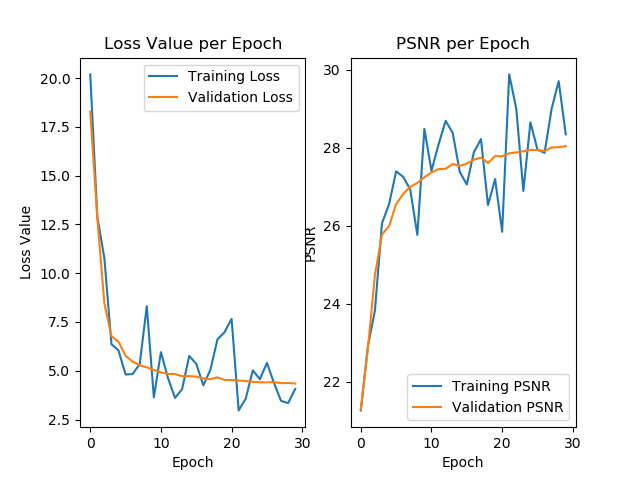 Loss Value per Epoch
PSNR per Epoch
Training Loss
Validation Loss
20.0
17.5
15.0
12.5
10.0
7.5
5.0
2.5
Loss Value
0
10
20
30
Epoch
30
28
26
24
22
PSNR
Training PSNR
Validation PSNR
0
10
20
30
Epoch